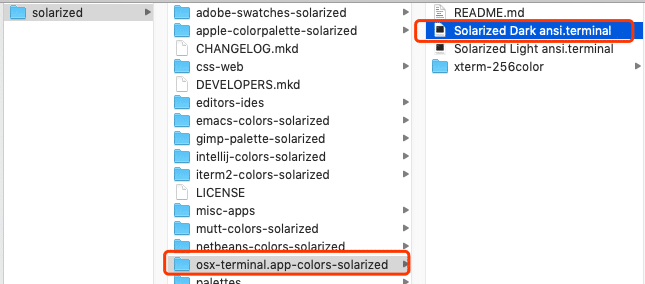 solarized
adobe-swatches-solarized
apple-colorpalette-solarized
CHANGELOG.mkd
css-web
DEVELOPERS.mkd
editors-ides
emacs-colors-solarized
gimp-palette-solarized
intellij-colors-solarized
iterm2-colors-solarized
LICENSE
misc-apps
mutt-colors-solarized
netbeans-colors-solarized
osx-terminal.app-colors-solarized
palettes
README.md
Solarized Dark ansi.terminal
Solarized Light ansi.terminal
xterm-256color